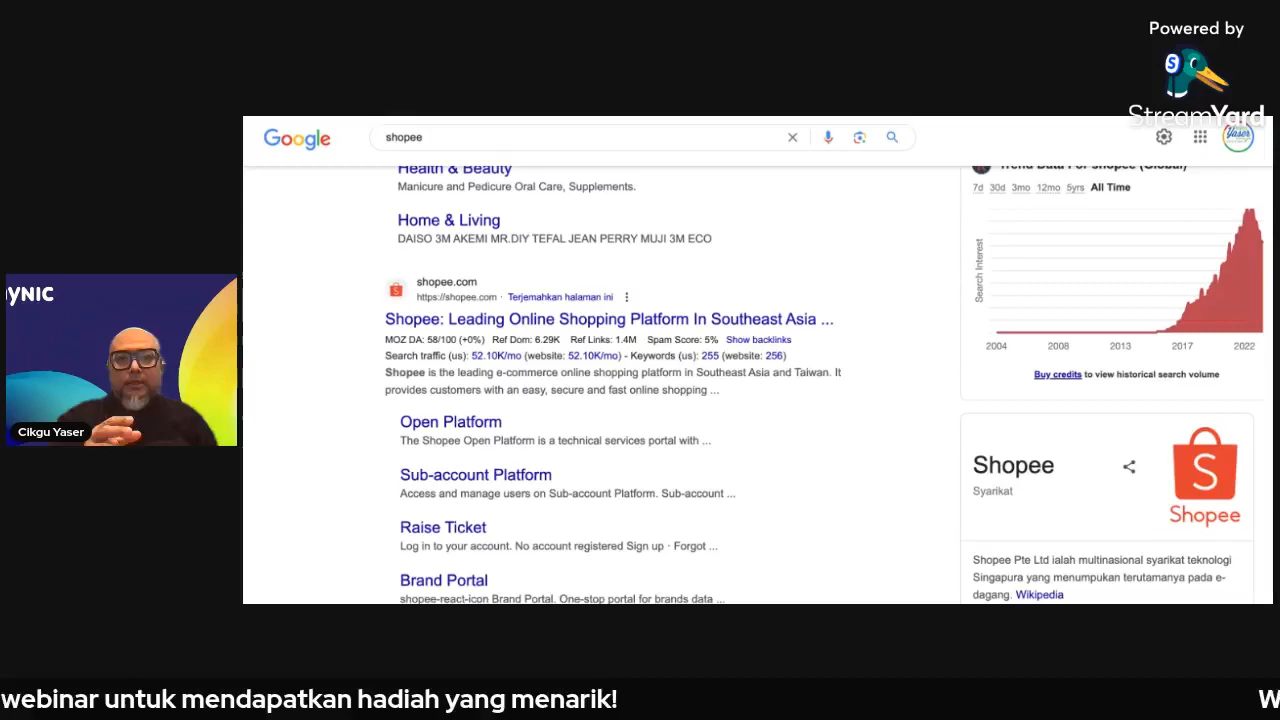 Powered by
StreamYard
Google
shopee
Yaser
Health & Beauty
Manicure and Pedicure Oral Care, Supplements.
Home & Living
DAISO 3M AKEMI MR.DIY TEFAL JEAN PERRY MUJI 3M ECO
shopee.com
https://shopee.com · Terjemahkan halaman ini
Shopee: Leading Online Shopping Platform In Southeast Asia ...
MOZ DA: 58/100 (+0%) Ref Dom: 6.29K Ref Links: 1.4M Spam Score: 5% Show backlinks
Search traffic (us): 52.10K/mo (website: 52.10K/mo) - Keywords (us): 255 (website: 256)
Shopee is the leading e-commerce online shopping platform in Southeast Asia and Taiwan. It
provides customers with an easy, secure and fast online shopping ...
Open Platform
The Shopee Open Platform is a technical services portal with ...
Sub-account Platform
Access and manage users on Sub-account Platform. Sub-account ...
Raise Ticket
Log in to your account. No account registered Sign up · Forgot ...
Brand Portal
shopee-react-icon Brand Portal. One-stop portal for brands data ...
Trend Data For shopee (Global)
7d 30d 3mo 12mo 5yrs All Time
Search Interest
2004 2008 2013 2017 2022
Buy credits to view historical search volume
Shopee
Syarikat
S
Shopee
Shopee Pte Ltd ialah multinasional syarikat teknologi
Singapura yang menumpukan terutamanya pada e-
dagang. Wikipedia
YNIC
Cikgu Yaser
webinar untuk mendapatkan hadiah yang menarik!
W